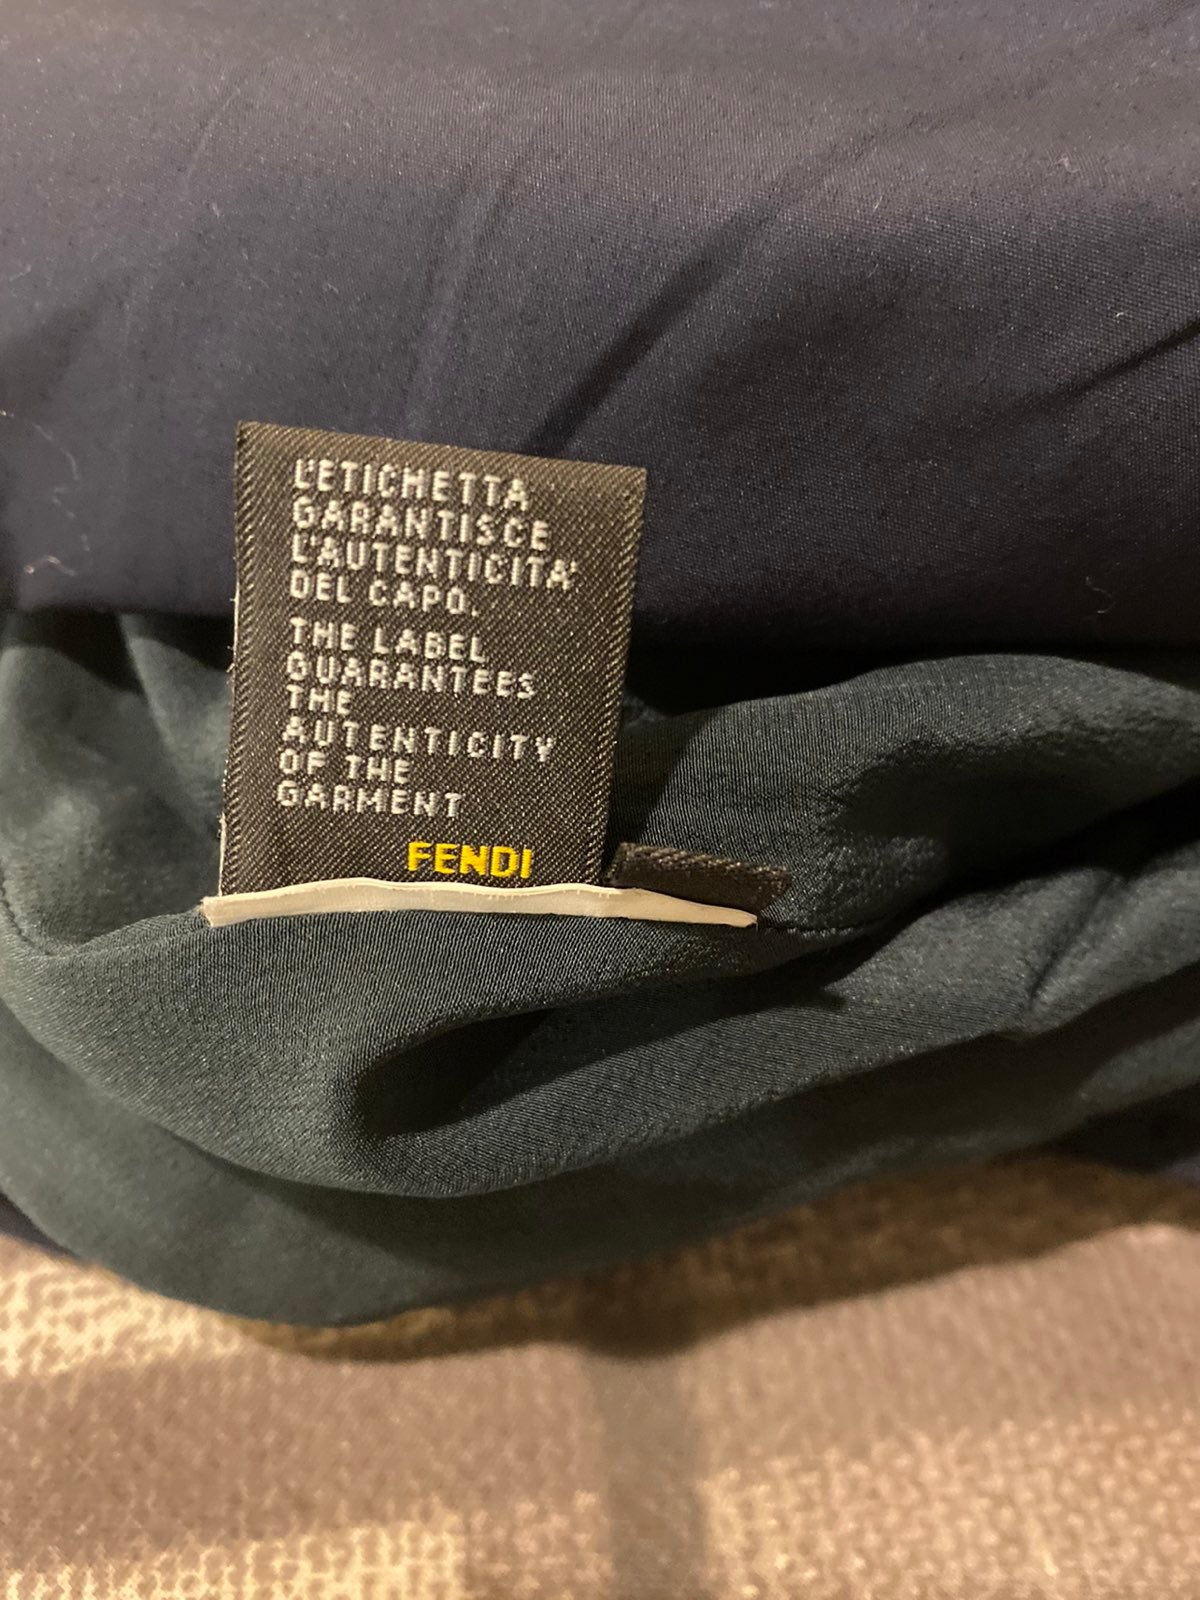 L'ETICHETTA
GARANTISCE
L'AUTENTICITA'
DEL CAPO.
THE LABEL
GUARANTEES
THE
AUTENTICITY
OF THE
GARMENT
FENDI